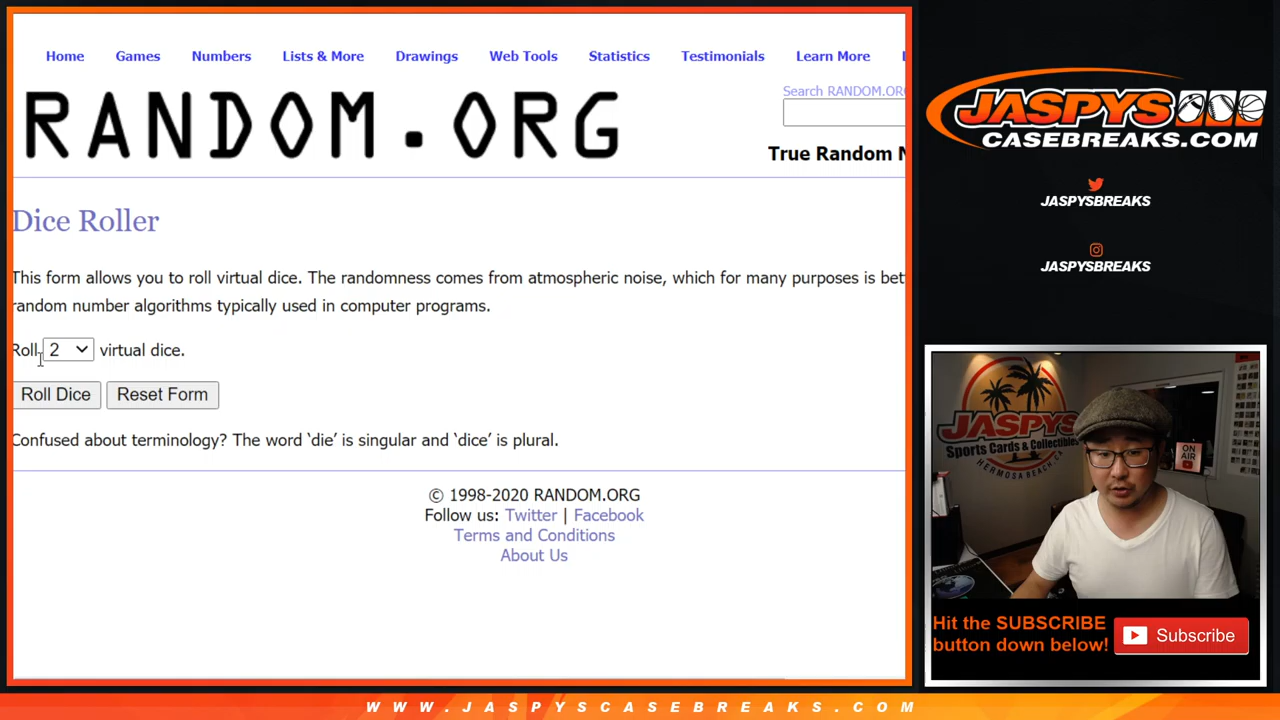 Home Games Numbers Lists & More Drawings Web Tools Statistics Testimonials Learn More
RANDOM.ORG
Search RANDOM.ORG
True Random N
Dice Roller
This form allows you to roll virtual dice. The randomness comes from atmospheric noise, which for many purposes is bet
random number algorithms typically used in computer programs.
Roll 2 virtual dice.
Roll Dice Reset Form
Confused about terminology? The word ‘die’ is singular and ‘dice’ is plural.
© 1998-2020 RANDOM.ORG
Follow us: Twitter | Facebook
Terms and Conditions
About Us
JASPYS
CASEBREAKS.COM
JASPYSBREAKS
JASPYSBREAKS
JASPYS
Sports Cards & Collectibles
HERMOSA BEACH, CA
ON
AIR
Hit the SUBSCRIBE
button down below!
Subscribe
WWW.JASPYSCASEBREAKS.COM